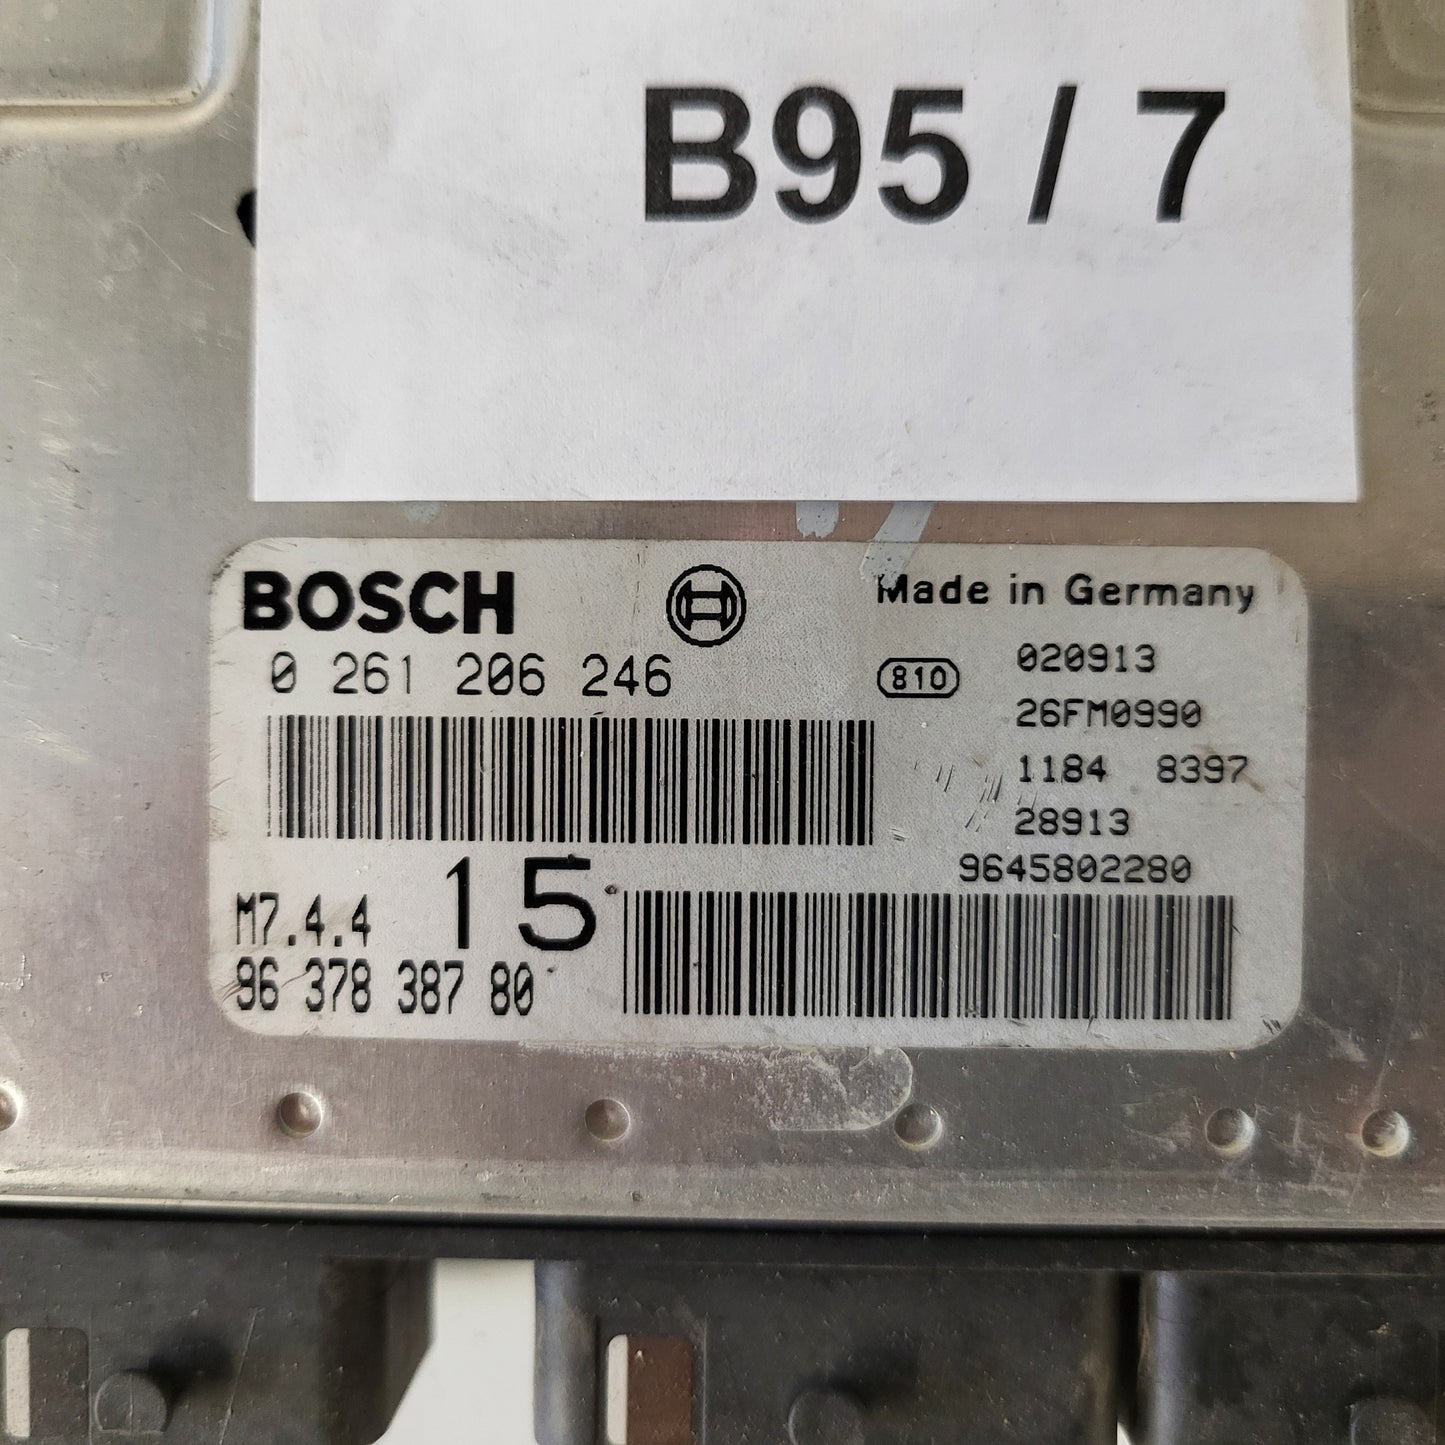 B95 / 7
BOSCH
Made in Germany
0 261 206 246
810
020913
26FM0990
1184 8397
28913
9645802280
M7.4.4
15
96 378 387 80